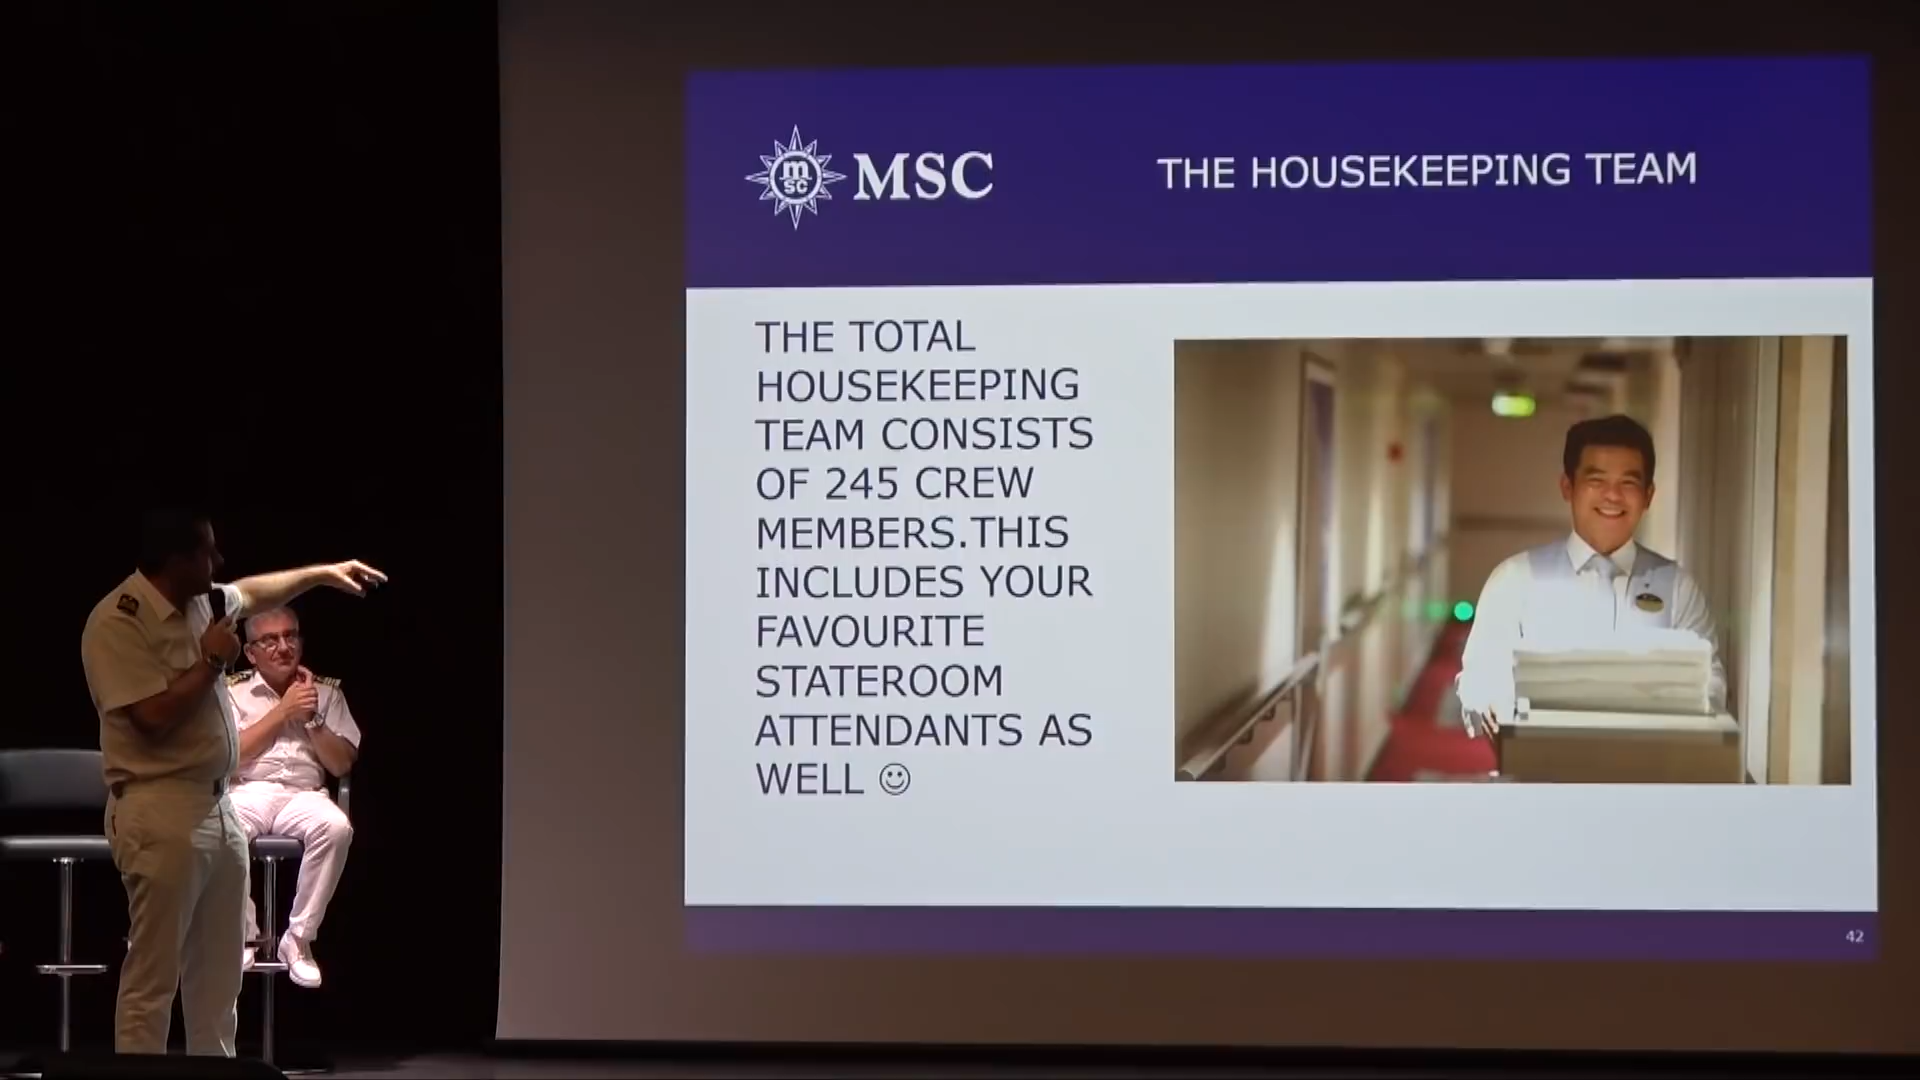 m
sc
MSC
THE HOUSEKEEPING TEAM
THE TOTAL
HOUSEKEEPING
TEAM CONSISTS
OF 245 CREW
MEMBERS.THIS
INCLUDES YOUR
FAVOURITE
STATEROOM
ATTENDANTS AS
WELL ☺
42